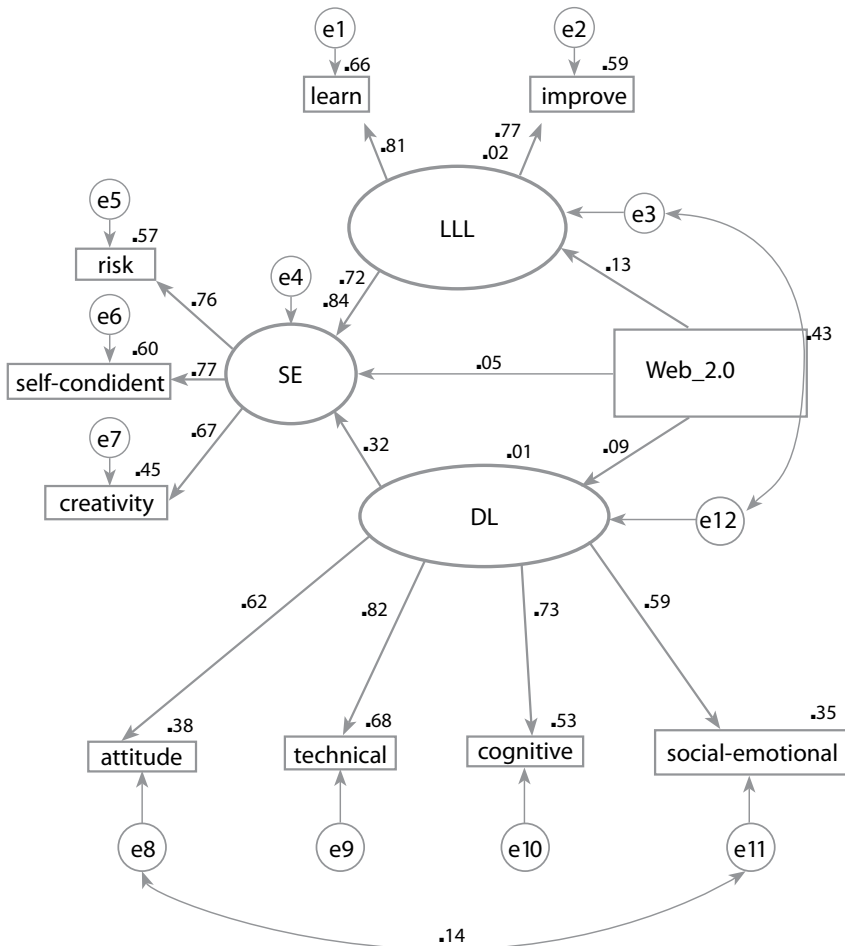 e1
e2
.66
.59
learn
improve
.81
.77
.02
e5
LLL
e3
.57
risk
.13
e4
.72
.84
.76
e6
.43
.60
self-condident
.77
SE
.05
Web_2.0
e7
.67
.45
creativity
.32
.01
.09
DL
e12
.62
.82
.73
.59
.38
.68
.53
.35
attitude
technical
cognitive
social-emotional
e8
e9
e10
e11
.14